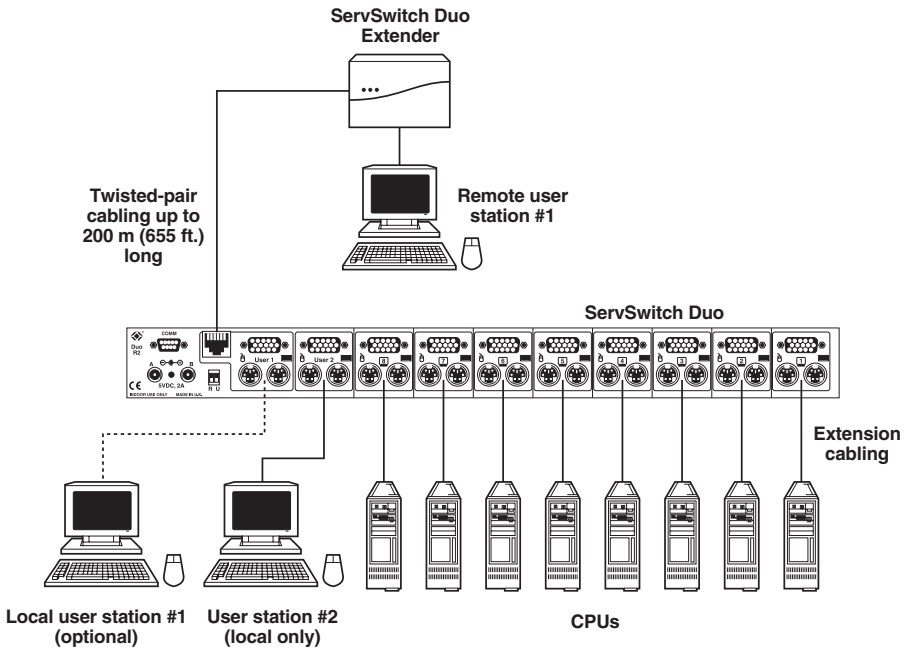 ServSwitch Duo
Extender
Twisted-pair
cabling up to
200 m (655 ft.)
long
Remote user
station #1
ServSwitch Duo
Duo
R2
COMM
A
B
5VDC, 2A
R U
INDOOR USE ONLY
MADE IN U.K.
CE
User 1
User 2
8
7
6
5
4
3
2
1
Extension
cabling
Local user station #1
(optional)
User station #2
(local only)
CPUs